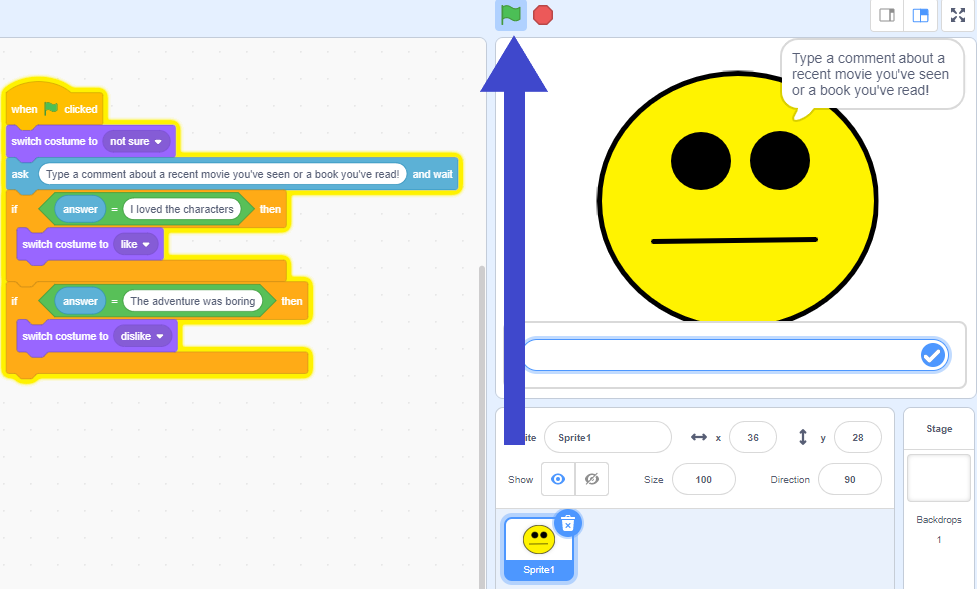 when clicked
switch costume to not sure
ask Type a comment about a recent movie you've seen or a book you've read! and wait
if answer = I loved the characters then
switch costume to like
if answer = The adventure was boring then
switch costume to dislike
Type a comment about a
recent movie you've seen
or a book you've read!
Sprite1 x 36 y 28
Show Size 100 Direction 90
Sprite1
Stage
Backdrops
1